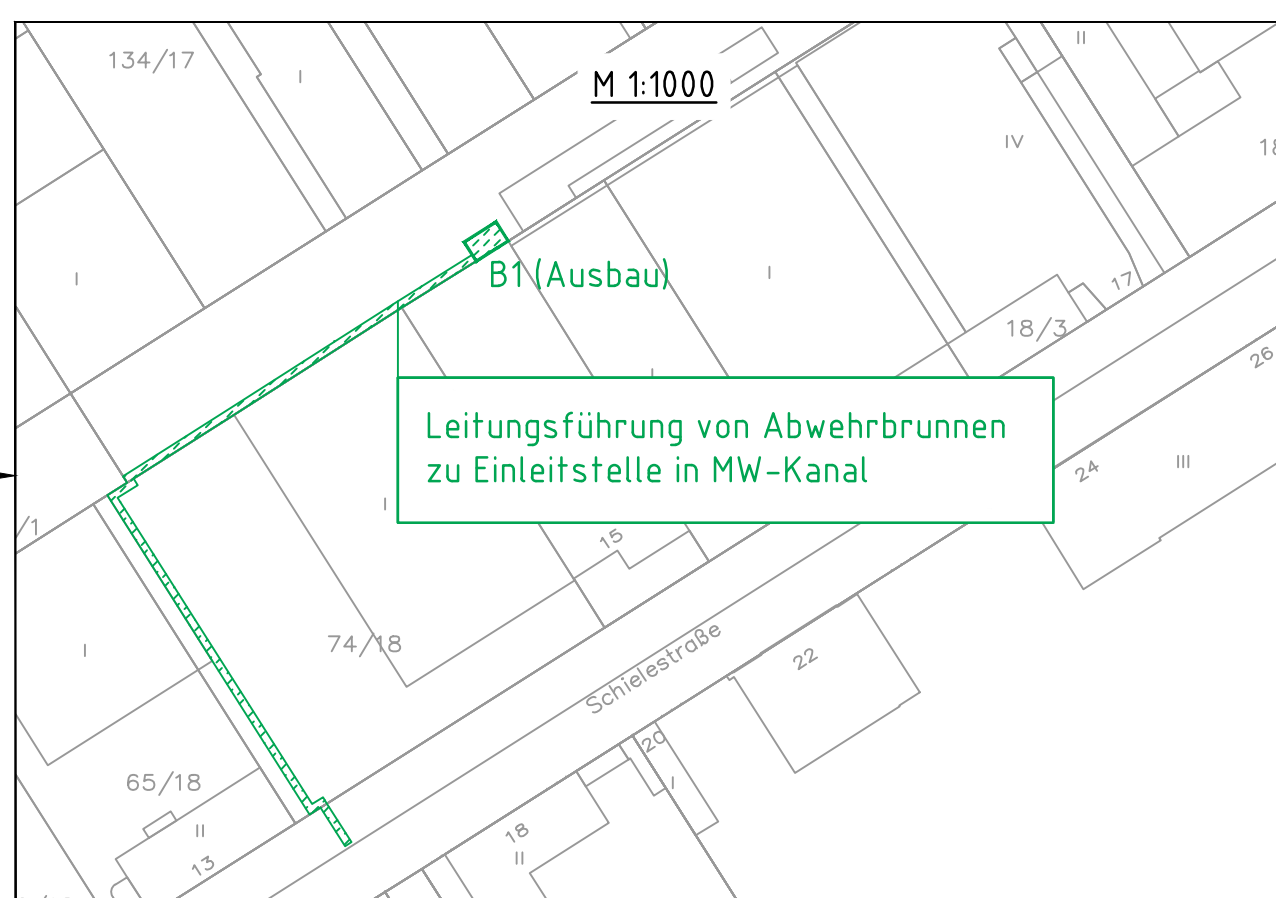 134/17
I
M 1:1000
II
IV
18
I
B1 (Ausbau)
I
17
18/3
26
I
Leitungsführung von Abwehrbrunnen
zu Einleitstelle in MW-Kanal
24
III
/1
I
15
I
74/18
Schielestraße
22
20
I
65/18
II
13
18
II